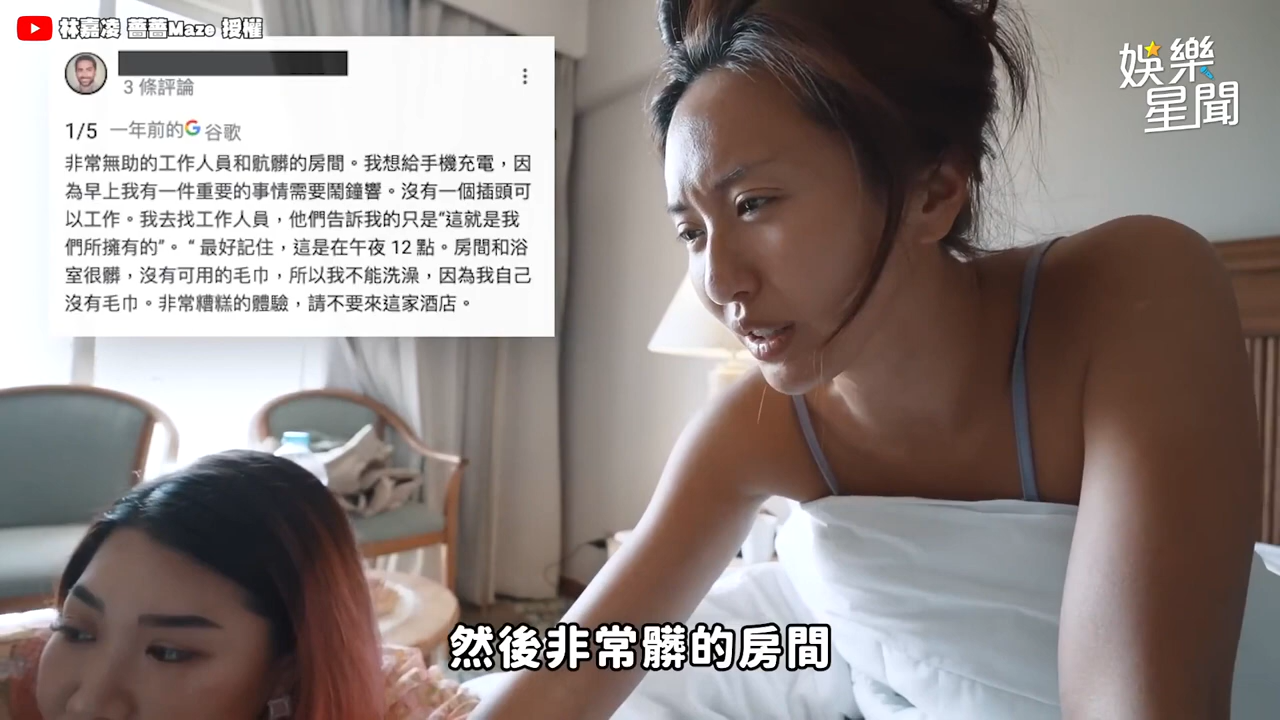 林嘉凌 薔薔Maze 授權
娛樂
星聞
3 條評論
1/5 一年前的G 谷歌
非常無助的工作人員和骯髒的房間。我想給手機充電，因
為早上我有一件重要的事情需要鬧鐘響。沒有一個插頭可
以工作。我去找工作人員，他們告訴我的只是"這就是我
們所擁有的"。 " 最好記住，這是在午夜 12 點。房間和浴
室很髒，沒有可用的毛巾，所以我不能洗澡，因為我自己
沒有毛巾。非常糟糕的體驗，請不要來這家酒店。
然後非常髒的房間